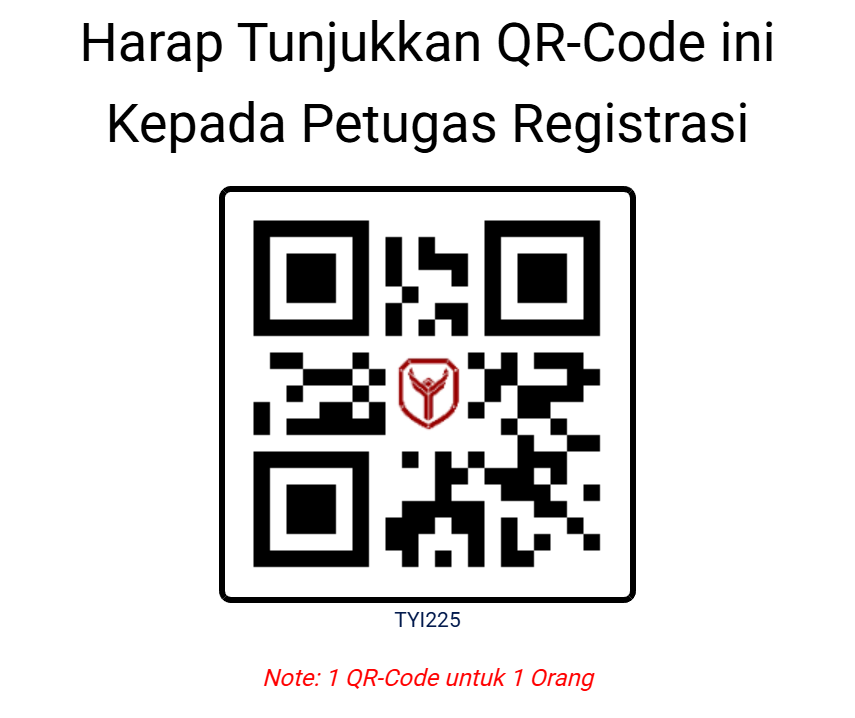 Harap Tunjukkan QR-Code ini
Kepada Petugas Registrasi
TYI225
Note: 1 QR-Code untuk 1 Orang